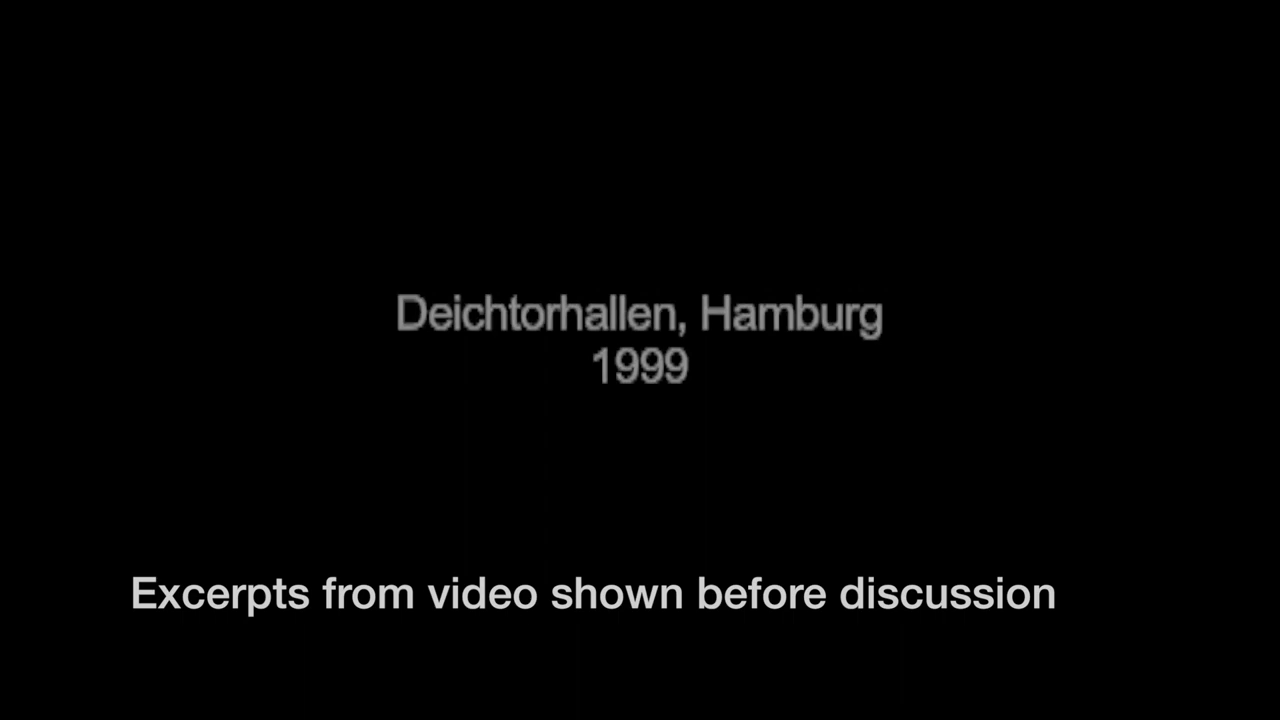 Deichtorhallen, Hamburg
1999
Excerpts from video shown before discussion